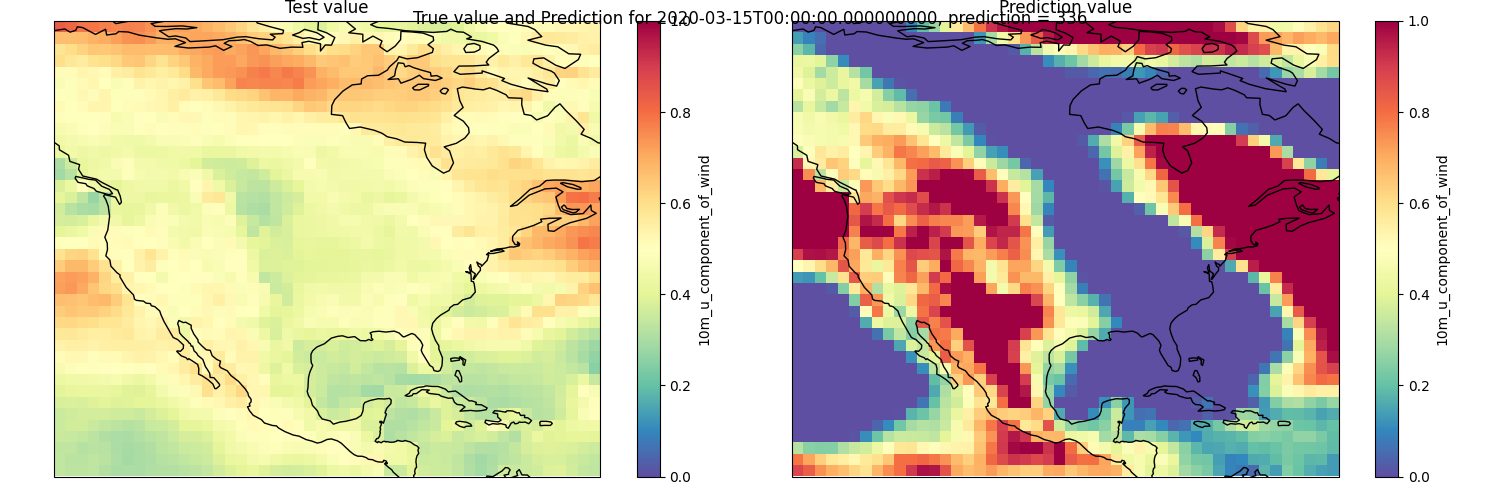 Test value
True value and Prediction for 2020-03-15T00:00:00.000000000, prediction = 336
Prediction value
1.0
0.8
0.6
0.4
0.2
0.0
10m_u_component_of_wind
1.0
0.8
0.6
0.4
0.2
0.0
10m_u_component_of_wind